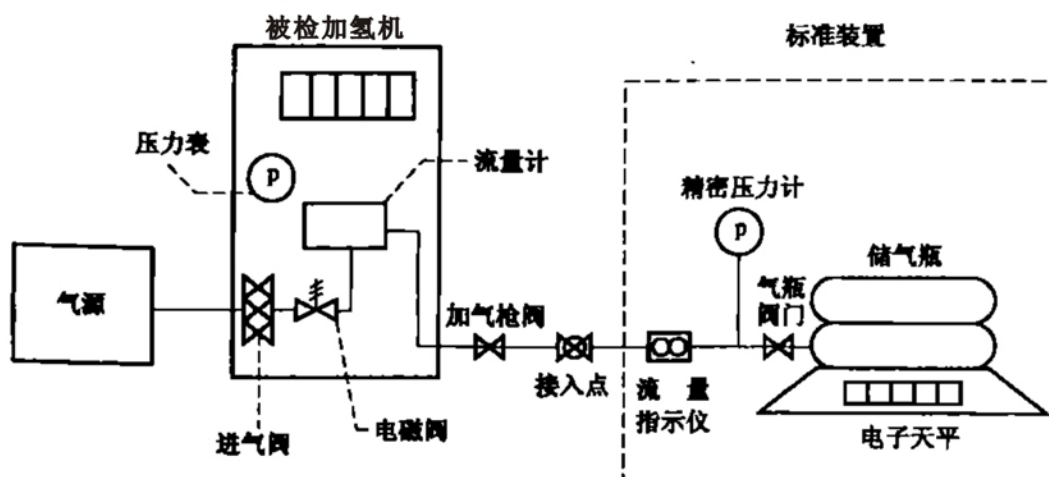 被检加氢机
标准装置
压力表
P
流量计
精密压力计
P
储气瓶
气源
气瓶
阀门
加气枪阀
接入点
流量
指示仪
电子天平
进气阀
电磁阀